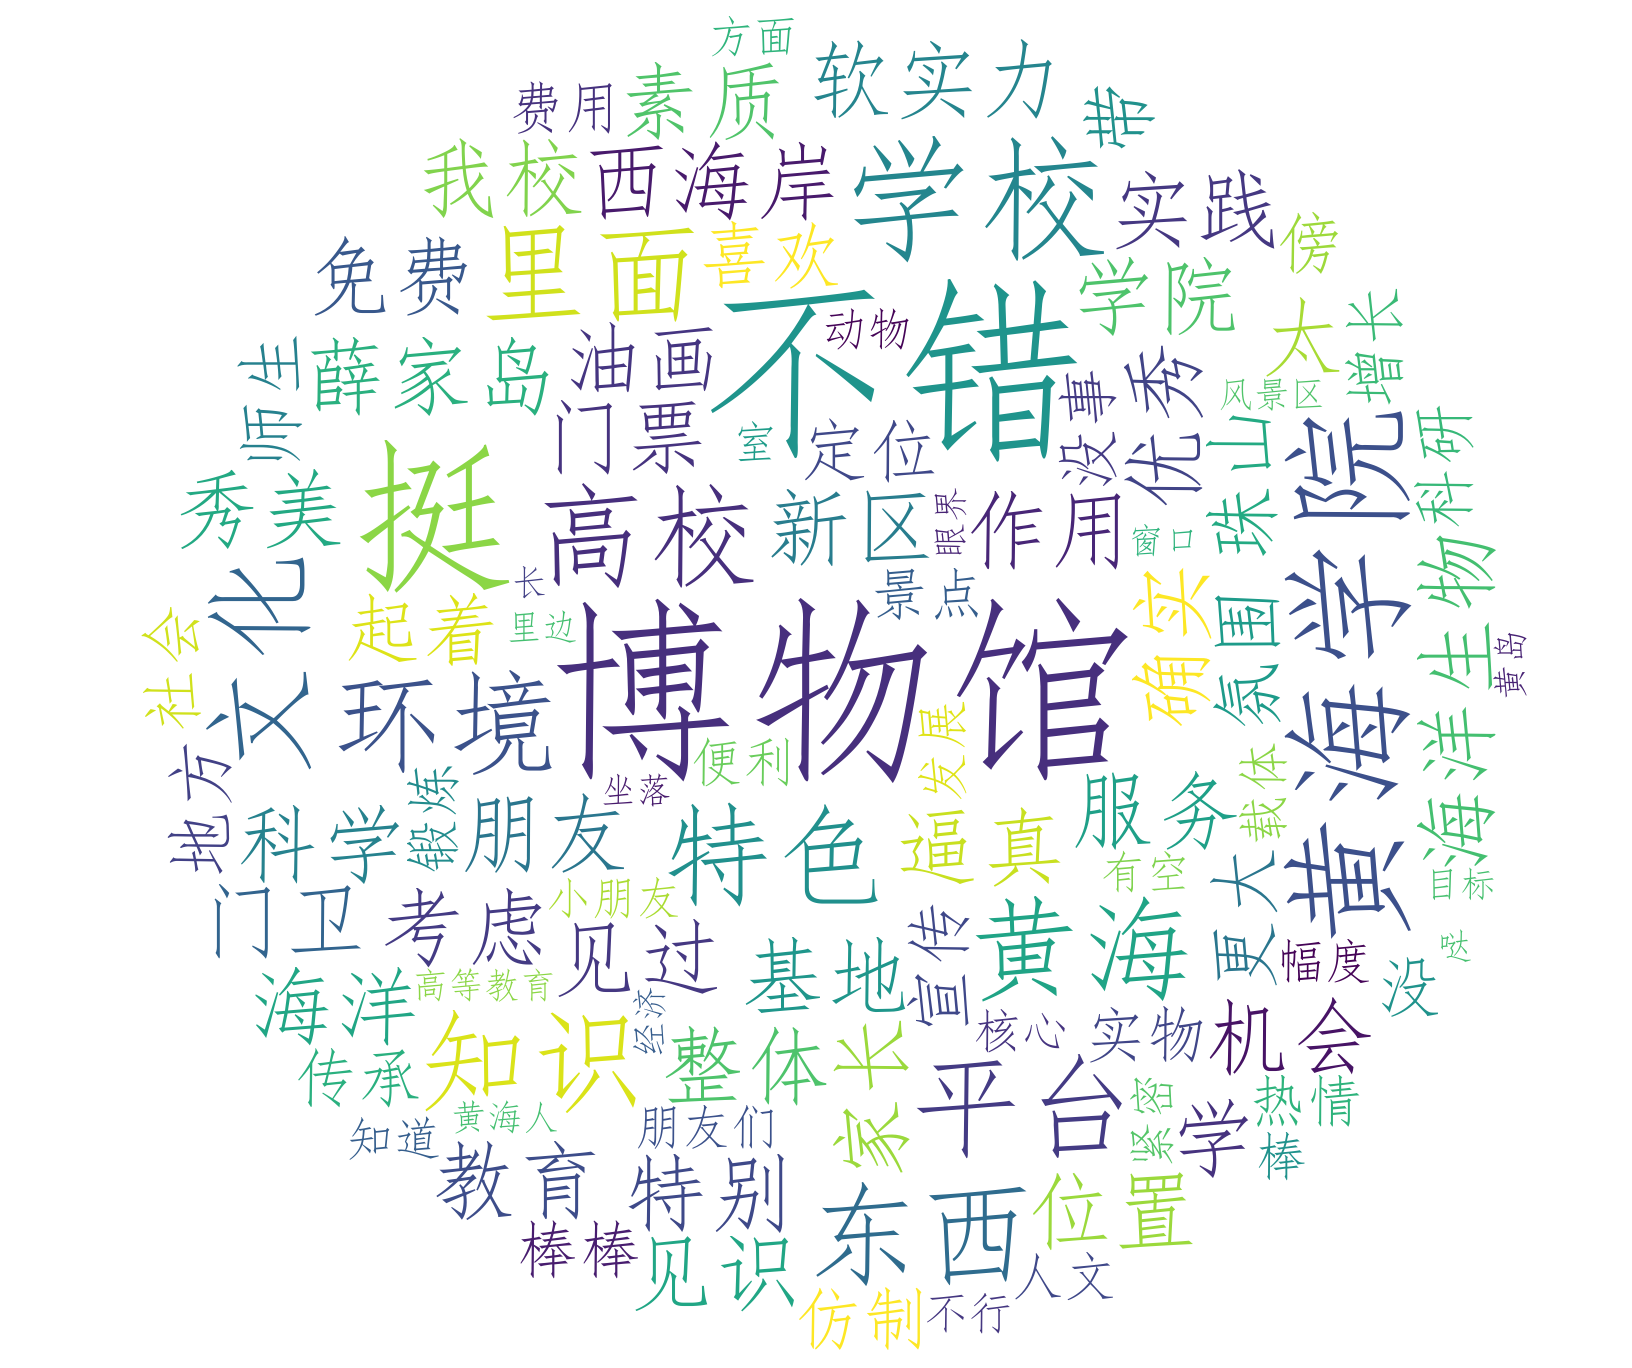 方面
软实力
费用
素质
带
我校
西海岸
学校
实践
免费
里面
喜欢
学院
傍
不错
动物
太
增长
师生
薛家岛
油画
门票
没事
优秀
风景区
秀美
挺
室
定位
珠山
黄海学院
科研
高校
新区
眼界
作用
窗口
文化
长
里边
景点
确实
氛围
海洋生物
社会
起着
环境
博物馆
黄岛
地方
坐落
便利
发展
载体
科学
锻炼
朋友
特色
逼真
服务
更大
门卫
考虑
小朋友
见过
有空
目标
海洋
高等教育
经济
基地
宣传
黄海
幅度
没
哒
传承
知识
整体
家长
核心
实物
机会
黄海人
平台
紧密
热情
知道
朋友们
学
棒
教育
特别
东西
位置
棒棒
见识
人文
仿制
不行